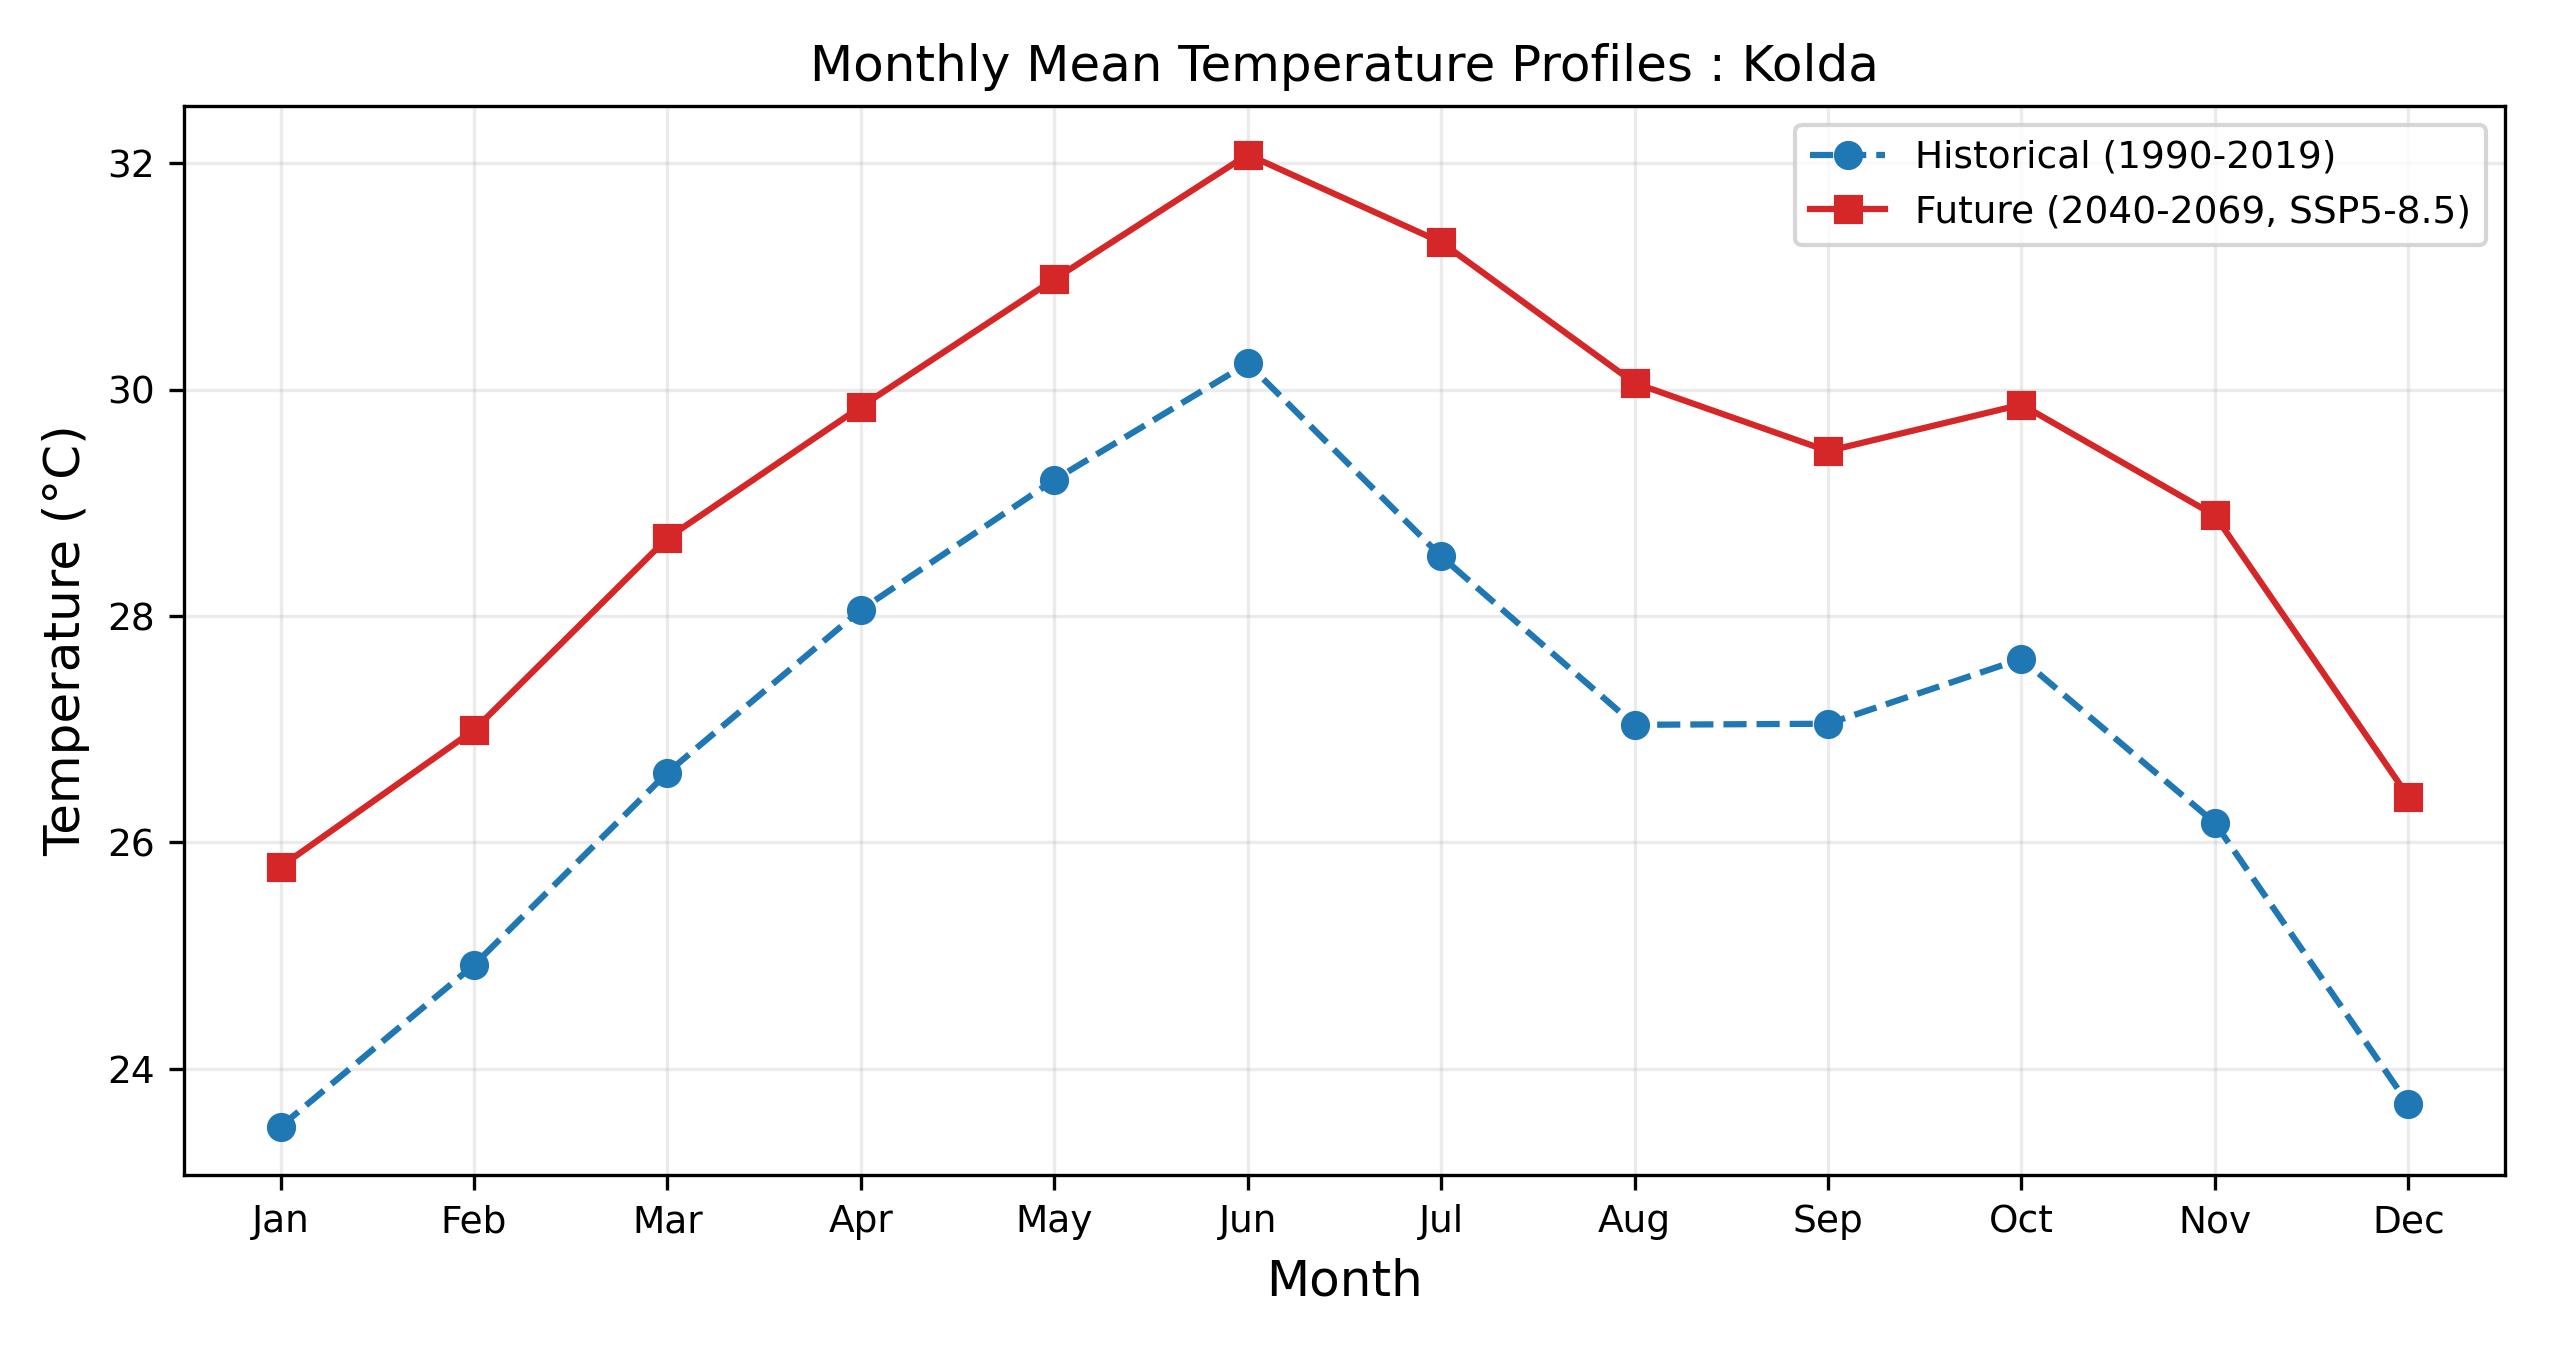 Monthly Mean Temperature Profiles : Kolda
Historical (1990-2019)
Future (2040-2069, SSP5-8.5)
Temperature (°C)
32
30
28
26
24
Jan Feb Mar Apr May Jun Jul Aug Sep Oct Nov Dec
Month